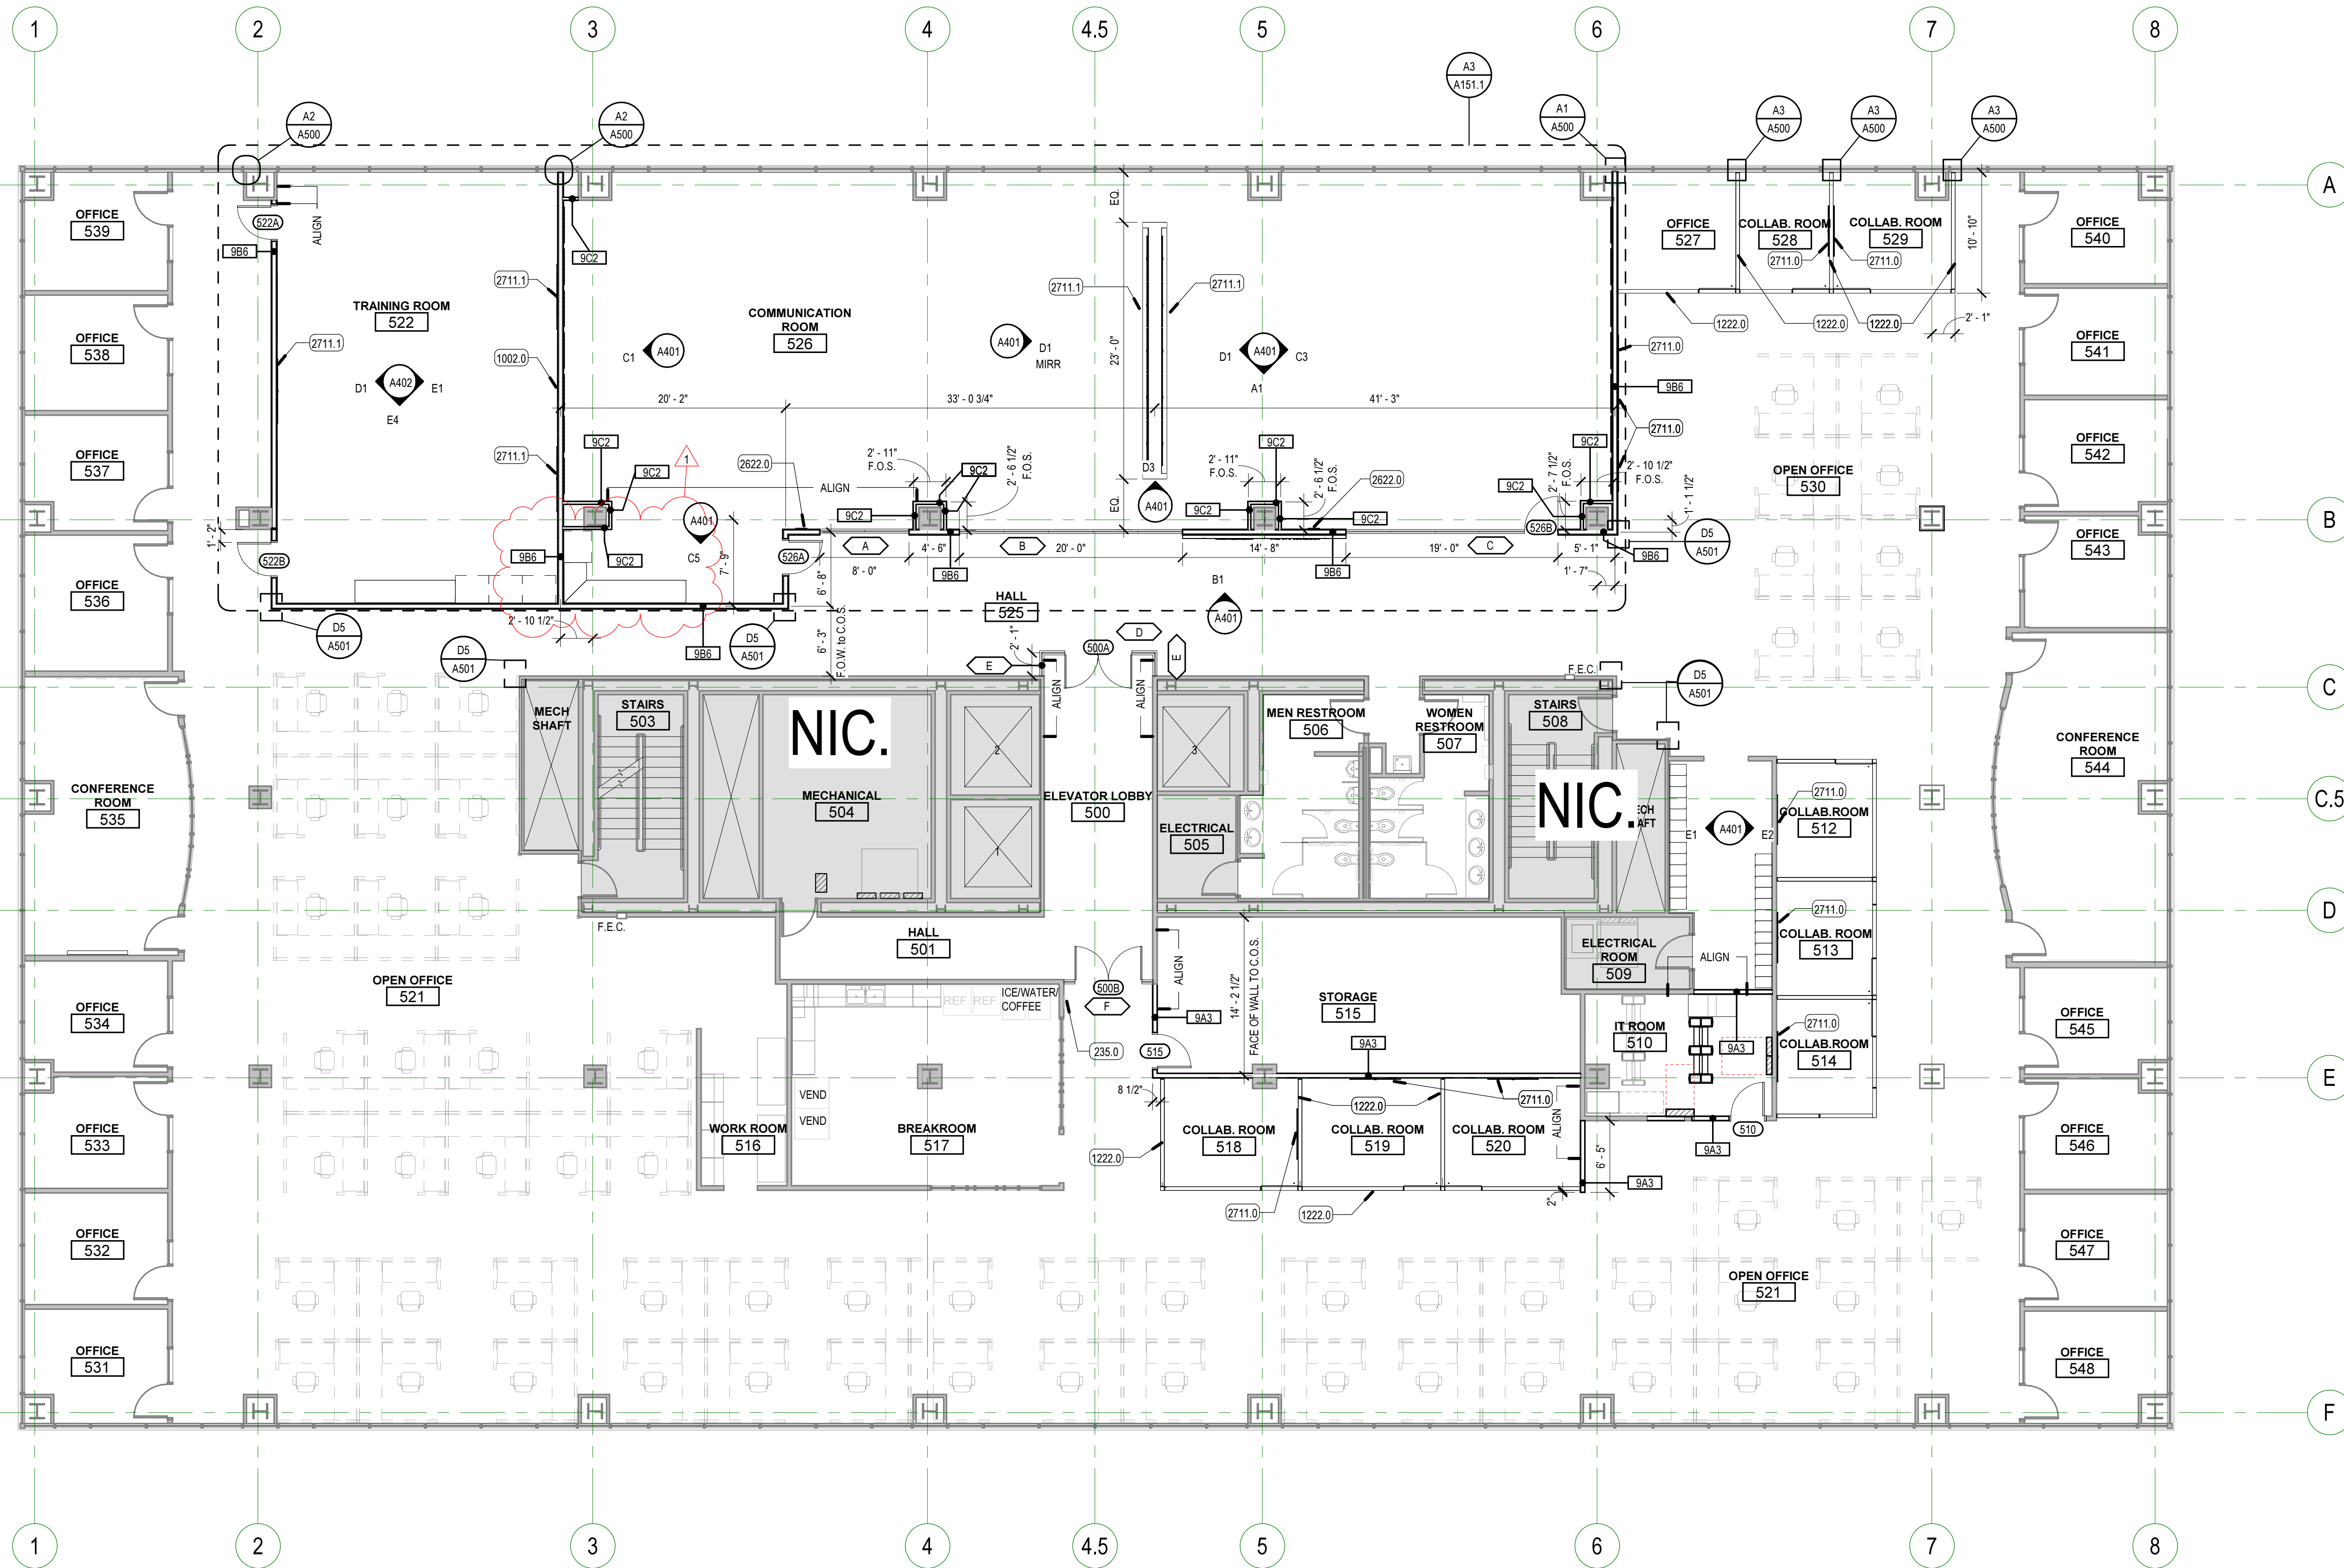 1 2 3 4 4.5 5 6 7 8
A3
A151.1
A2
A500
A2
A500
A1
A500
A3
A500
A3
A500
A3
A500
A
B
C
C.5
D
E
F
OFFICE
539
OFFICE
538
OFFICE
537
OFFICE
536
CONFERENCE
ROOM
535
OFFICE
534
OFFICE
533
OFFICE
532
OFFICE
531
522A
ALIGN
9B6
TRAINING ROOM
522
2711.1
D1
A402
E1
E4
1'- 2"
522B
2711.1
1002.0
2711.1
9C2
C1
A401
COMMUNICATION
ROOM
526
A401
D1
MIRR
EQ.
23' - 0"
EQ.
2711.1
2711.1
D1
A401
C3
A1
20' - 2"
33' - 0 3/4"
41' - 3"
9C2
9C2
1
2622.0
ALIGN
2' - 11"
F.O.S.
9C2
2' - 6 1/2"
F.O.S.
9C2
D3
A401
2' - 11"
F.O.S.
9C2
2' - 6 1/2"
F.O.S.
2622.0
9C2
9C2
9C2
9C2
2' - 7 1/2"
F.O.S.
2' - 10 1/2"
F.O.S.
1' - 1 1/2"
526B
D5
A501
9B6
A401
C5
7' - 9"
9B6
9C2
526A
A
4' - 6"
B
20' - 0"
14' - 8"
19' - 0"
C
5' - 1"
8' - 0"
9B6
9B6
1' - 7"
6' - 8"
B1
A401
HALL
525
D5
A501
2' - 10 1/2"
D5
A501
D5
A501
9B6
6' - 3"
F.O.W. to C.O.S.
2' - 1"
E
500A
D
E
ALIGN
ALIGN
F.E.C.
D5
A501
OFFICE
527
COLLAB. ROOM
528
COLLAB. ROOM
529
2711.0
2711.0
10' - 10"
1222.0
1222.0
1222.0
2' - 1"
2711.0
9B6
2711.0
OPEN OFFICE
530
OFFICE
540
OFFICE
541
OFFICE
542
OFFICE
543
CONFERENCE
ROOM
544
OFFICE
545
OFFICE
546
OFFICE
547
OFFICE
548
MECH
SHAFT
STAIRS
503
NIC.
MECHANICAL
504
2
1
3
ELEVATOR LOBBY
500
ELECTRICAL
505
MEN RESTROOM
506
WOMEN
RESTROOM
507
STAIRS
508
NIC.
ECH
AFT
E1
A401
E2
2711.0
COLLAB.ROOM
512
2711.0
COLLAB. ROOM
513
2711.0
COLLAB.ROOM
514
F.E.C.
HALL
501
OPEN OFFICE
521
REF
REF
ICE/WATER/
COFFEE
500B
F
ALIGN
9A3
235.0
515
14' - 2 1/2"
FACE OF WALL TO C.O.S.
STORAGE
515
9A3
ELECTRICAL
ROOM
509
ALIGN
IT ROOM
510
9A3
510
9A3
VEND
VEND
WORK ROOM
516
BREAKROOM
517
8 1/2"
1222.0
COLLAB. ROOM
518
1222.0
COLLAB. ROOM
519
2711.0
COLLAB. ROOM
520
ALIGN
6' - 5"
9A3
2"
2711.0
1222.0
OPEN OFFICE
521
1 2 3 4 4.5 5 6 7 8